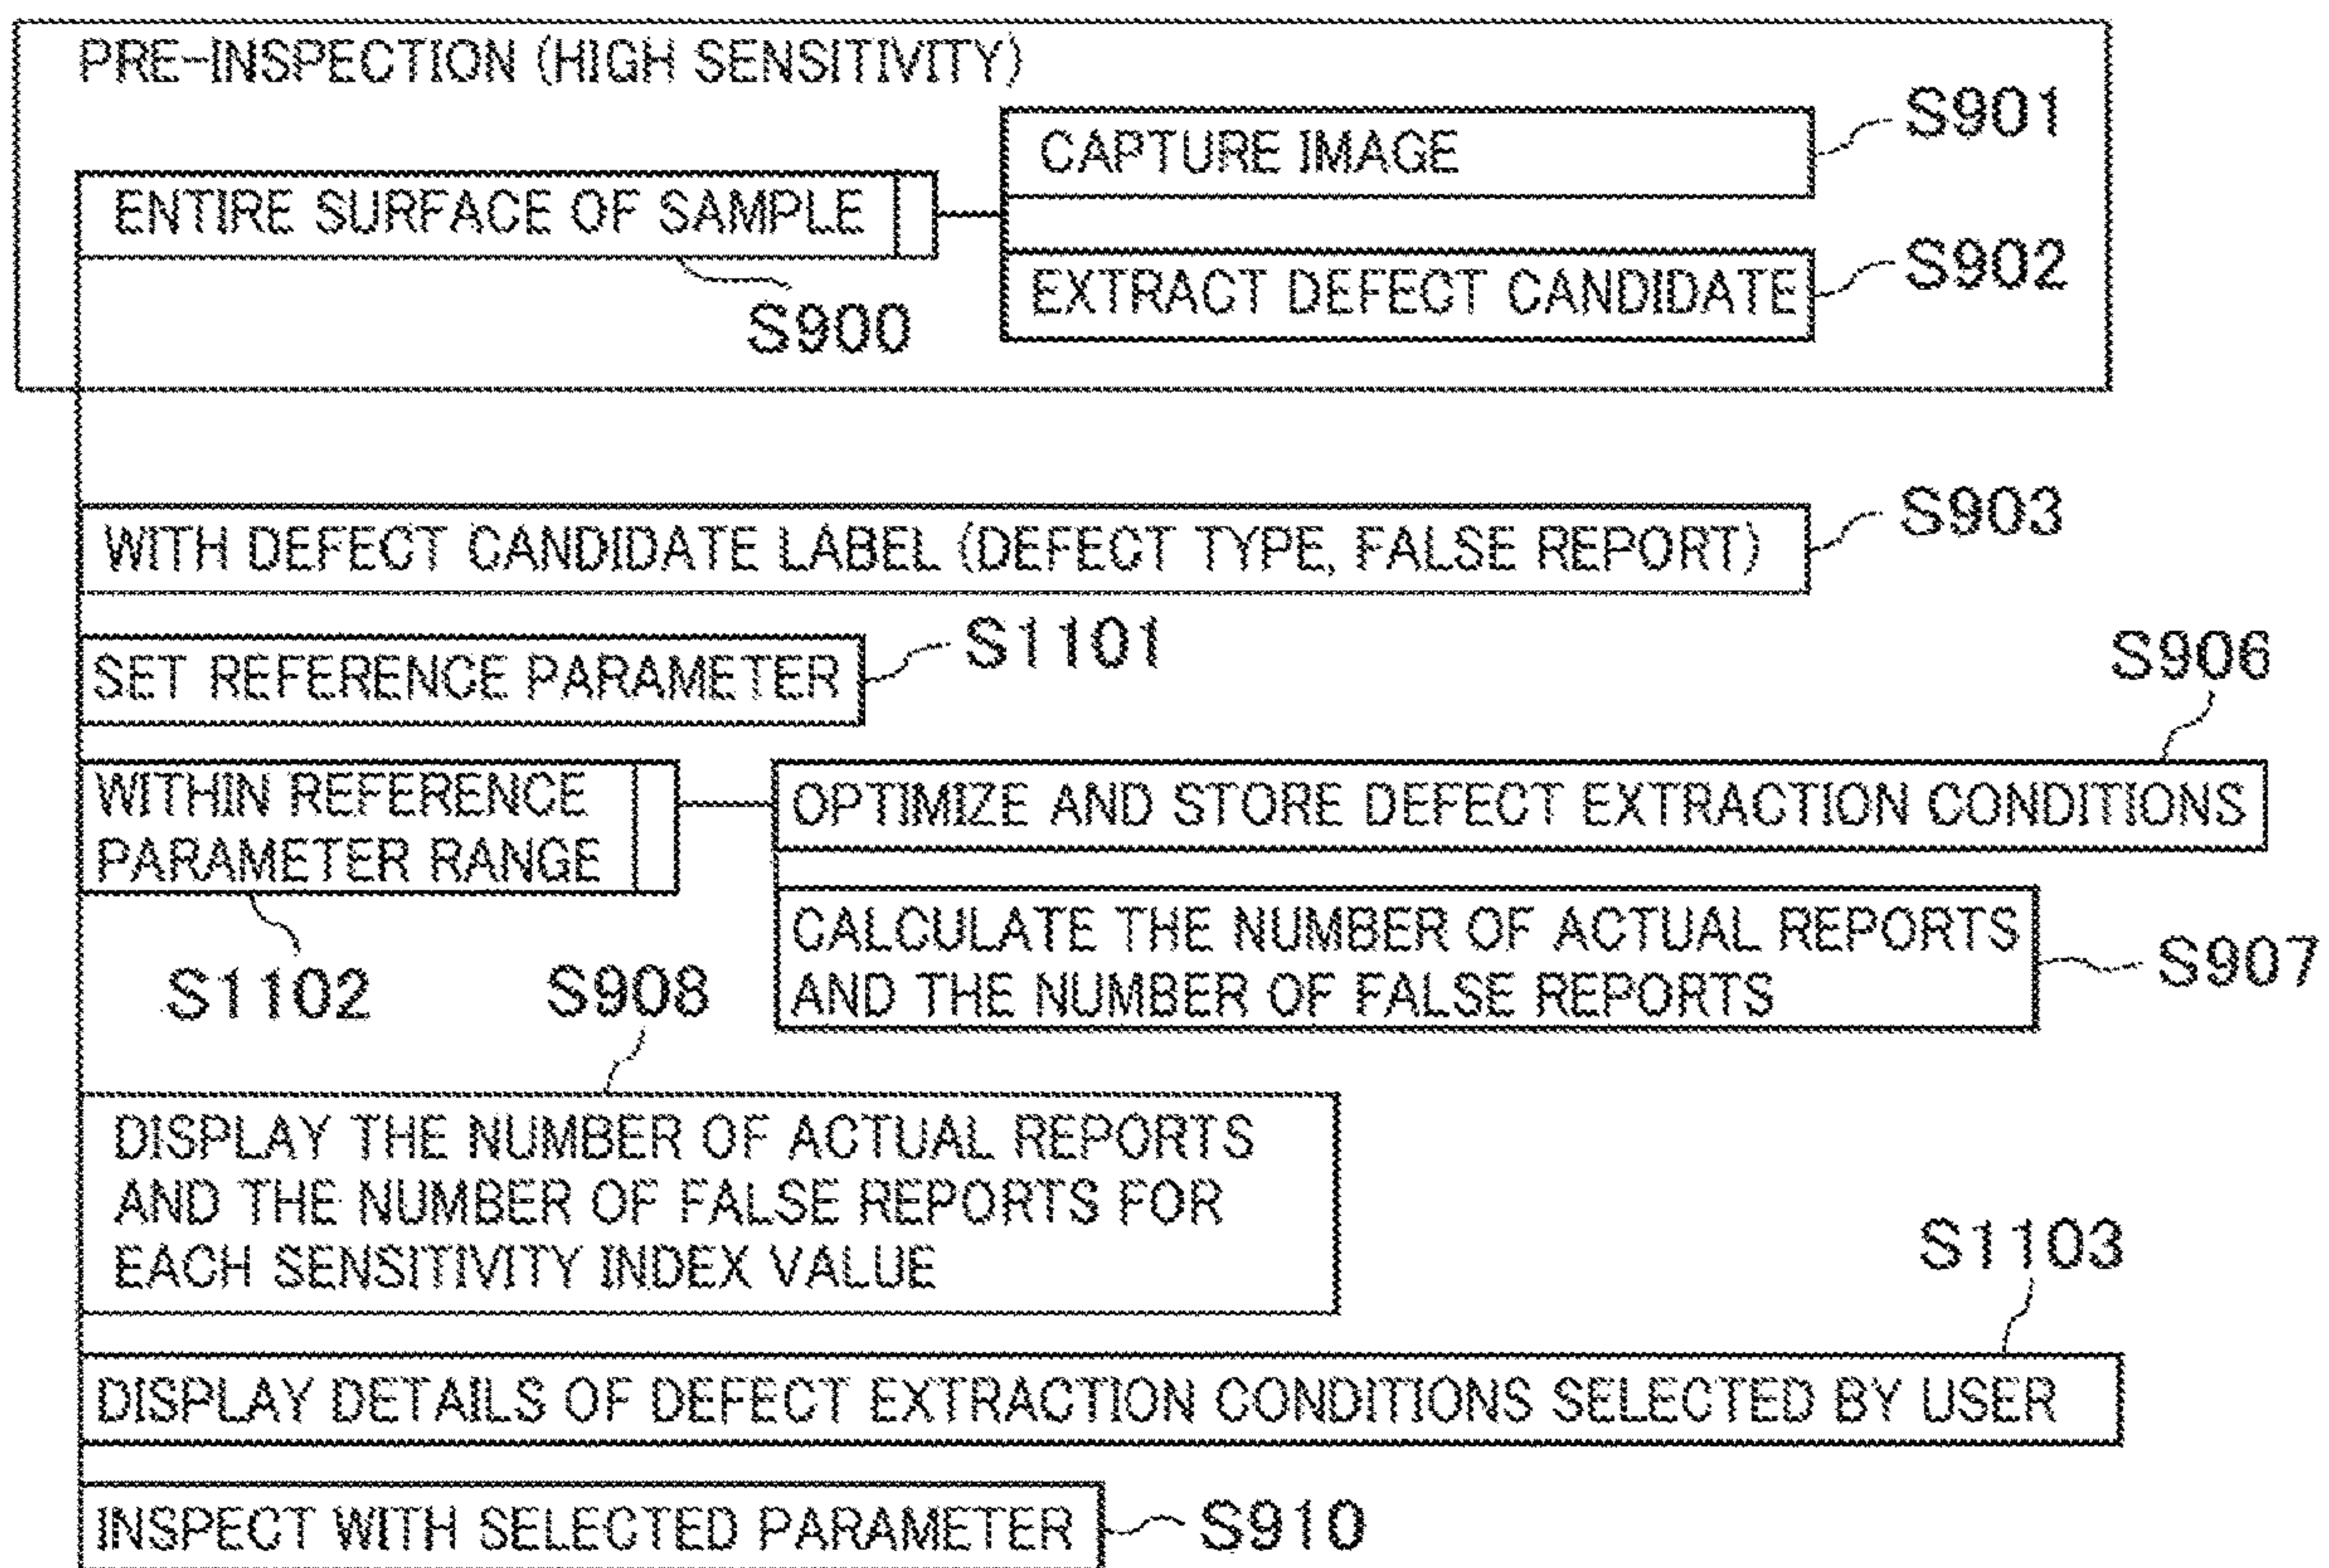 PRE-INSPECTION (HIGH SENSITIVITY)
CAPTURE IMAGE
S901
ENTIRE SURFACE OF SAMPLE
S900
EXTRACT DEFECT CANDIDATE
S902
WITH DEFECT CANDIDATE LABEL (DEFECT TYPE, FALSE REPORT)
S903
SET REFERENCE PARAMETER
S1101
S906
WITHIN REFERENCE
PARAMETER RANGE
S1102
OPTIMIZE AND STORE DEFECT EXTRACTION CONDITIONS
CALCULATE THE NUMBER OF ACTUAL REPORTS
AND THE NUMBER OF FALSE REPORTS
S907
S908
DISPLAY THE NUMBER OF ACTUAL REPORTS
AND THE NUMBER OF FALSE REPORTS FOR
EACH SENSITIVITY INDEX VALUE
S1103
DISPLAY DETAILS OF DEFECT EXTRACTION CONDITIONS SELECTED BY USER
INSPECT WITH SELECTED PARAMETER
S910